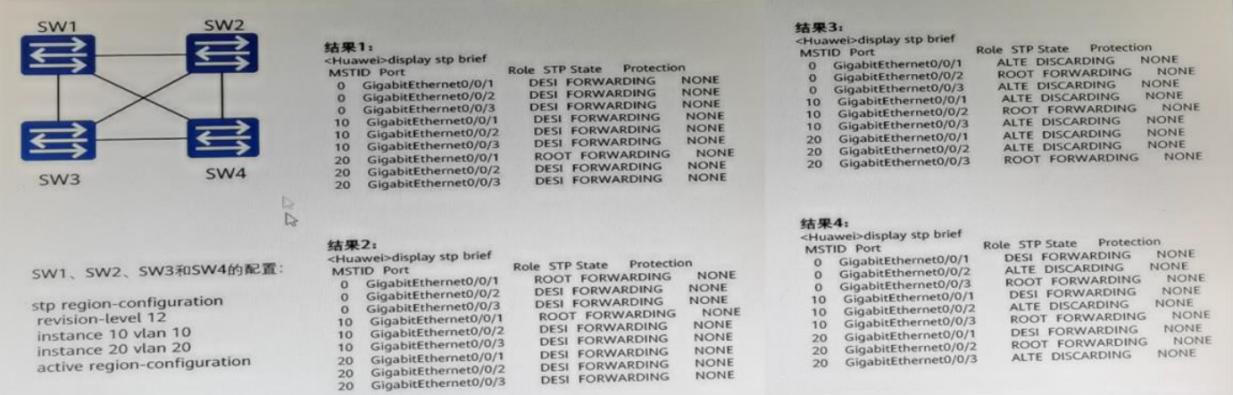 SW1
SW2
SW3
SW4
SW1、SW2、SW3和SW4的配置:
stp region-configuration
revision-level 12
instance 10 vlan 10
instance 20 vlan 20
active region-configuration
结果1:
<Huawei>display stp brief
MSTID Port Role STP State Protection
0 GigabitEthernet0/0/1 DESI FORWARDING NONE
0 GigabitEthernet0/0/2 DESI FORWARDING NONE
0 GigabitEthernet0/0/3 DESI FORWARDING NONE
10 GigabitEthernet0/0/1 DESI FORWARDING NONE
10 GigabitEthernet0/0/2 DESI FORWARDING NONE
10 GigabitEthernet0/0/3 DESI FORWARDING NONE
20 GigabitEthernet0/0/1 ROOT FORWARDING NONE
20 GigabitEthernet0/0/2 DESI FORWARDING NONE
20 GigabitEthernet0/0/3 DESI FORWARDING NONE
结果2:
<Huawei>display stp brief
MSTID Port Role STP State Protection
0 GigabitEthernet0/0/1 ROOT FORWARDING NONE
0 GigabitEthernet0/0/2 DESI FORWARDING NONE
0 GigabitEthernet0/0/3 DESI FORWARDING NONE
10 GigabitEthernet0/0/1 ROOT FORWARDING NONE
10 GigabitEthernet0/0/2 DESI FORWARDING NONE
10 GigabitEthernet0/0/3 DESI FORWARDING NONE
20 GigabitEthernet0/0/1 DESI FORWARDING NONE
20 GigabitEthernet0/0/2 DESI FORWARDING NONE
20 GigabitEthernet0/0/3 DESI FORWARDING NONE
结果3:
<Huawei>display stp brief
MSTID Port Role STP State Protection
0 GigabitEthernet0/0/1 ALTE DISCARDING NONE
0 GigabitEthernet0/0/2 ROOT FORWARDING NONE
0 GigabitEthernet0/0/3 ALTE DISCARDING NONE
10 GigabitEthernet0/0/1 ALTE DISCARDING NONE
10 GigabitEthernet0/0/2 ROOT FORWARDING NONE
10 GigabitEthernet0/0/3 ALTE DISCARDING NONE
20 GigabitEthernet0/0/1 ALTE DISCARDING NONE
20 GigabitEthernet0/0/2 ALTE DISCARDING NONE
20 GigabitEthernet0/0/3 ROOT FORWARDING NONE
结果4:
<Huawei>display stp brief
MSTID Port Role STP State Protection
0 GigabitEthernet0/0/1 DESI FORWARDING NONE
0 GigabitEthernet0/0/2 ALTE DISCARDING NONE
0 GigabitEthernet0/0/3 ROOT FORWARDING NONE
10 GigabitEthernet0/0/1 DESI FORWARDING NONE
10 GigabitEthernet0/0/2 ALTE DISCARDING NONE
10 GigabitEthernet0/0/3 ROOT FORWARDING NONE
20 GigabitEthernet0/0/1 DESI FORWARDING NONE
20 GigabitEthernet0/0/2 ROOT FORWARDING NONE
20 GigabitEthernet0/0/3 ALTE DISCARDING NONE